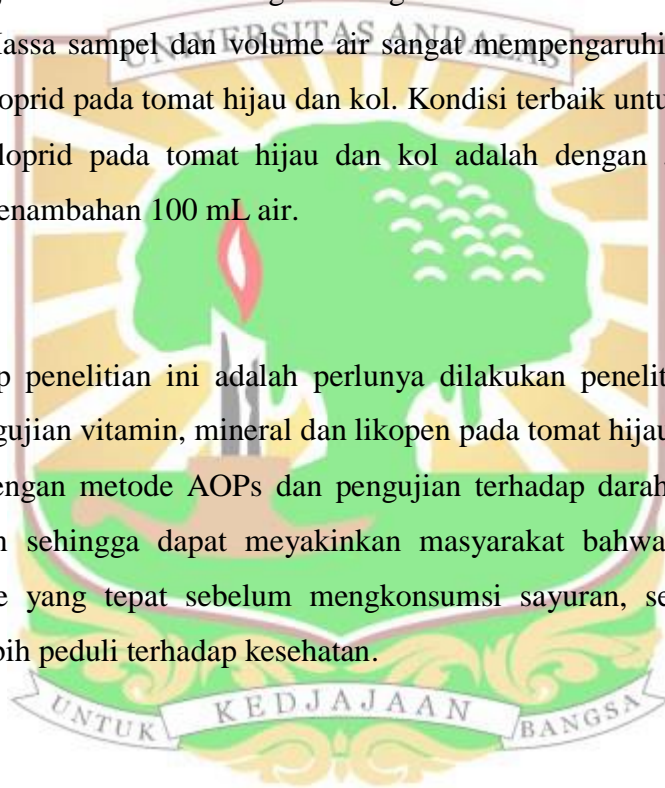 UNIVERSITAS ANDALAS
assa sampel dan volume air sangat mempengaruhi
oprid pada tomat hijau dan kol. Kondisi terbaik untu
loprid pada tomat hijau dan kol adalah dengan
enambahan 100 mL air.
p penelitian ini adalah perlunya dilakukan penelit
gujian vitamin, mineral dan likopen pada tomat hijau
engan metode AOPs dan pengujian terhadap darah
sehingga dapat meyakinkan masyarakat bahwa
e yang tepat sebelum mengkonsumsi sayuran, se
bih peduli terhadap kesehatan.
UNTUK KEDJAJAAN BANGSA